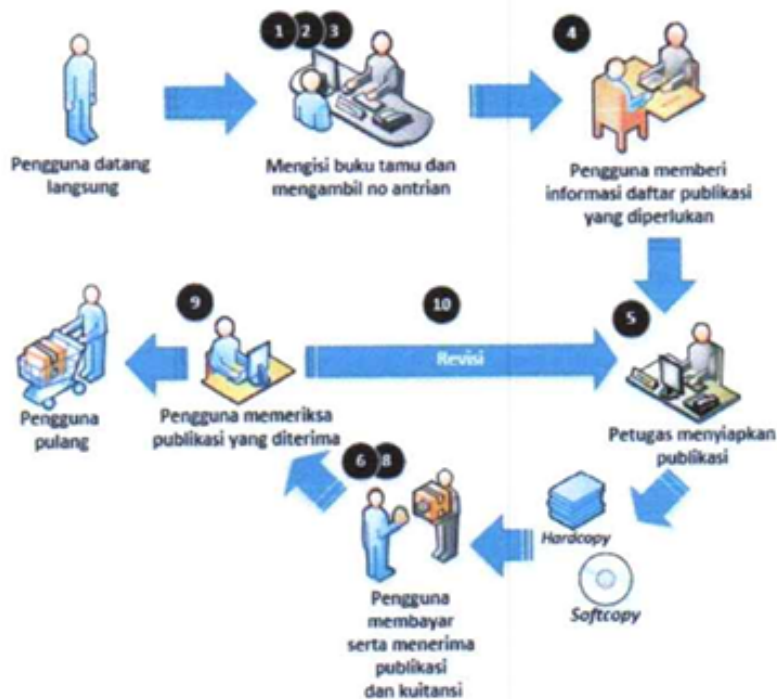 1 2 3
4
Pengguna datang
langsung
Mengisi buku tamu dan
mengambil no antrian
Pengguna memberi
informasi daftar publikasi
yang diperlukan
9
10
5
Revisi
Pengguna
pulang
Pengguna memeriksa
publikasi yang diterima
Petugas menyiapkan
publikasi
6 8
Hardcopy
Softcopy
Pengguna
membayar
serta menerima
publikasi
dan kuitansi